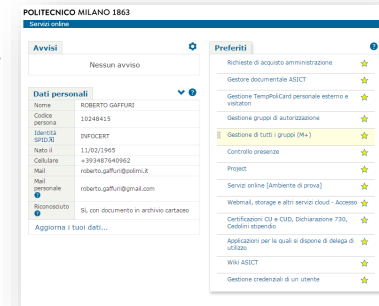 POLITECNICO MILANO 1863
Servizi online
Avvisi
Nessun avviso
Dati personali
Nome ROBERTO GAFFURI
Codice
persona 10248415
Identità
SPID INFOCERT
Nato il 11/02/1965
Cellulare +393487640962
Mail roberto.gaffuri@polimi.it
Mail
personale roberto.gaffuri@gmail.com
Riconosciuto Sì, con documento in archivio cartaceo
Aggiorna i tuoi dati...
Preferiti
Richieste di acquisto amministrazione
Gestore documentale ASICT
Gestione TempPoliCard personale esterno e
visitatori
Gestione gruppi di autorizzazione
Gestione di tutti i gruppi (M+)
Controllo presenze
Project
Servizi online [Ambiente di prova]
Webmail, storage e altri servizi cloud - Accesso
Certificazioni CU e CUD, Dichiarazione 730,
Cedolini stipendio
Applicazioni per le quali si dispone di delega di
utilizzo
Wiki ASICT
Gestione credenziali di un utente